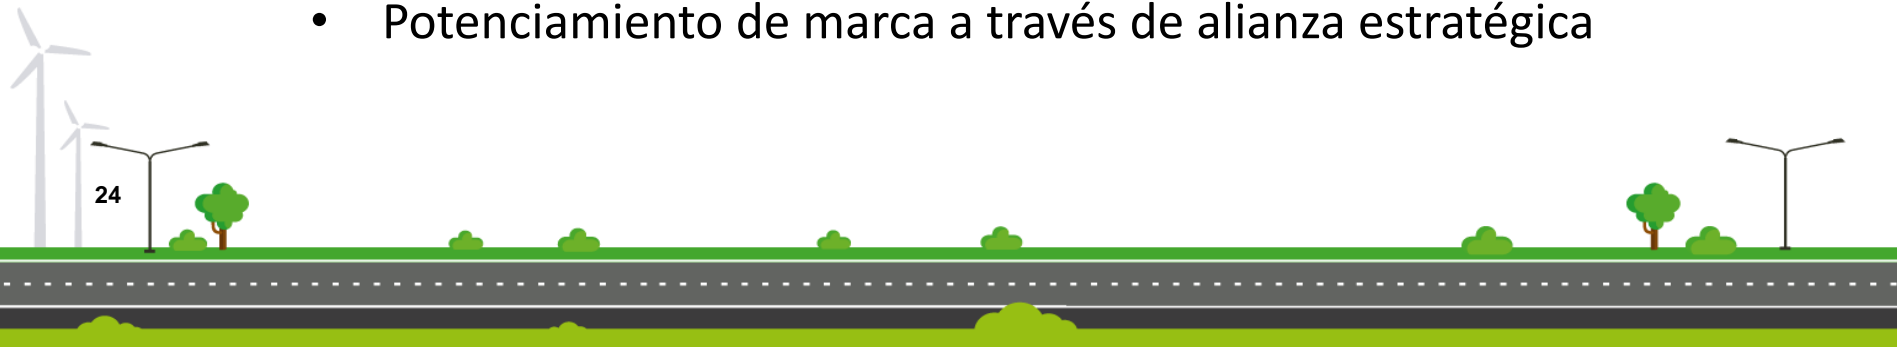 • Potenciamiento de marca a través de alianza estratégica
24